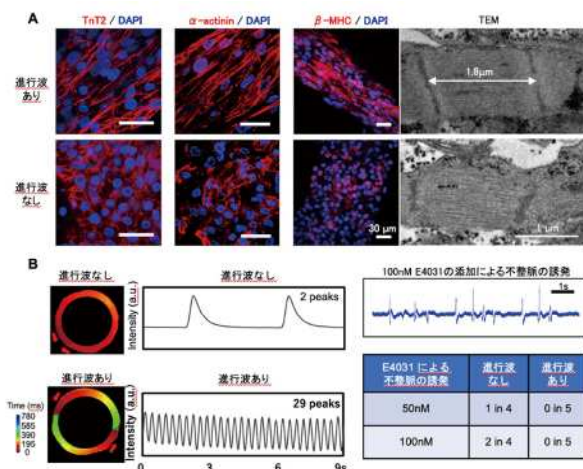 A
TnT2 / DAPI
α-actinin / DAPI
β-MHC / DAPI
TEM
進行波
あり
1.8μm
進行波
なし
30 μm
1 μm
B
進行波なし
進行波なし
Intensity (a.u.)
2 peaks
100nM E4031の添加による不整脈の誘発
1s
進行波あり
進行波あり
Time (ms)
780
585
390
195
0
Intensity (a.u.)
29 peaks
0
3
6
9s
E4031による
不整脈の誘発
進行波
なし
進行波
あり
50nM
1 in 4
0 in 5
100nM
2 in 4
0 in 5